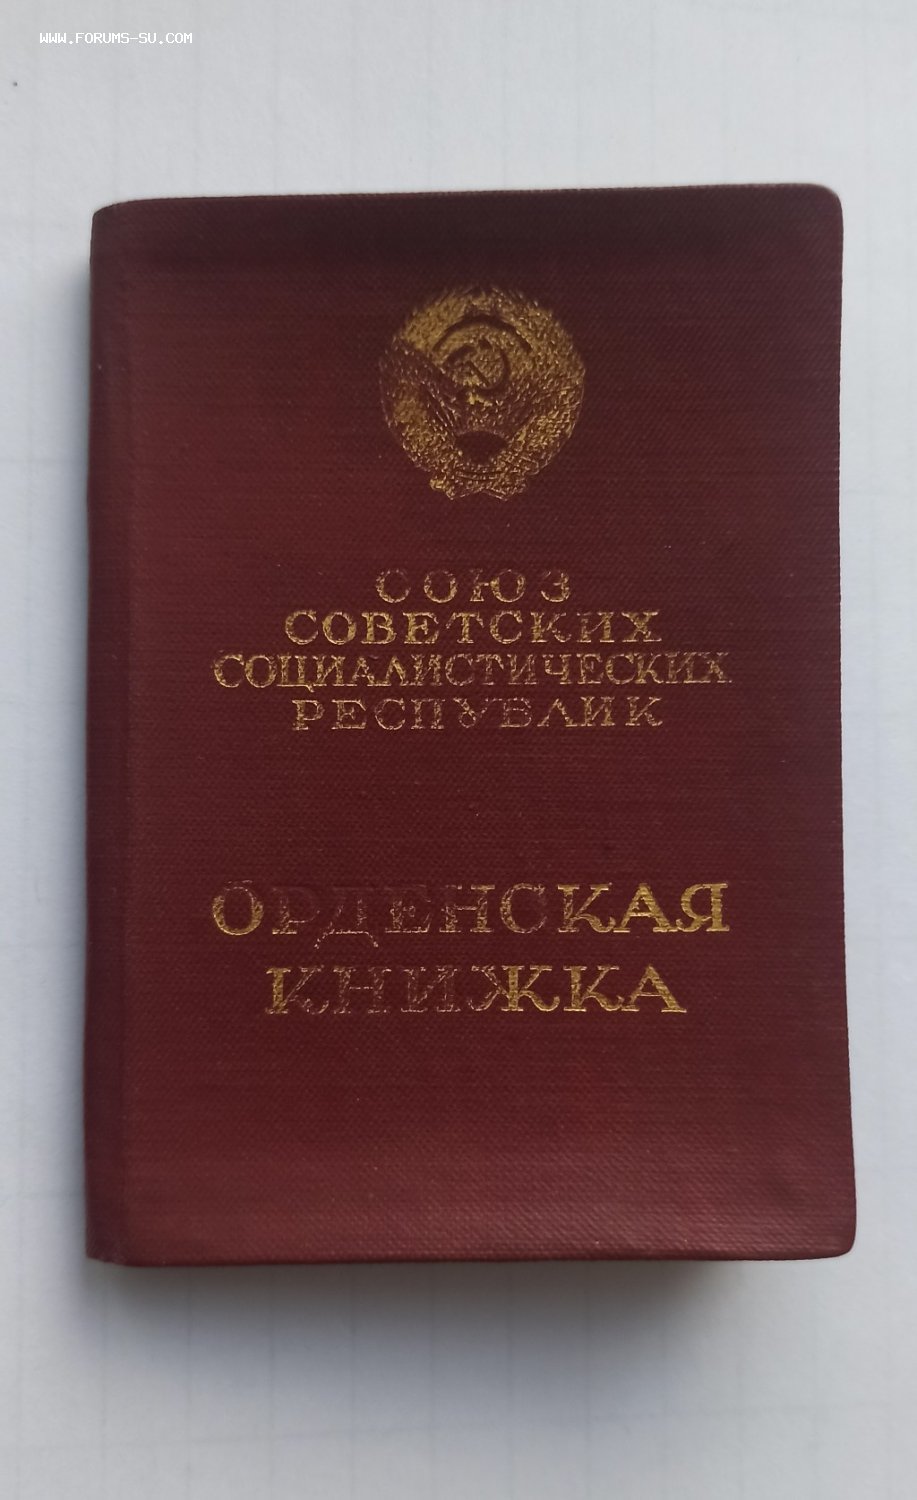 WWW.FORUMS-SU.COM
СОЮЗ
СОВЕТСКИХ
СОЦИАЛИСТИЧЕСКИХ
РЕСПУБЛИК
ОРДЕНСКАЯ
КНИЖКА